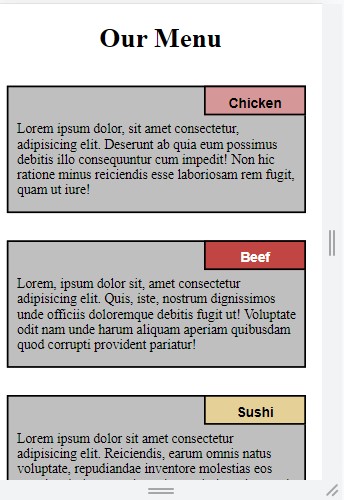 Our Menu
Chicken
Lorem ipsum dolor, sit amet consectetur,
adipisicing elit. Deserunt ab quia eum possimus
debitis illo consequuntur cum impedit! Non hic
ratione minus reiciendis esse laboriosam rem fugit,
quam ut iure!
Beef
Lorem, ipsum dolor sit, amet consectetur
adipisicing elit. Quis, iste, nostrum dignissimos
unde officiis doloremque debitis fugit ut! Voluptate
odit nam unde harum aliquam aperiam quibusdam
quod corrupti provident pariatur!
Sushi
Lorem ipsum dolor sit amet consectetur
adipisicing elit. Reiciendis, earum omnis natus
voluptate, repudiandae inventore molestias eos